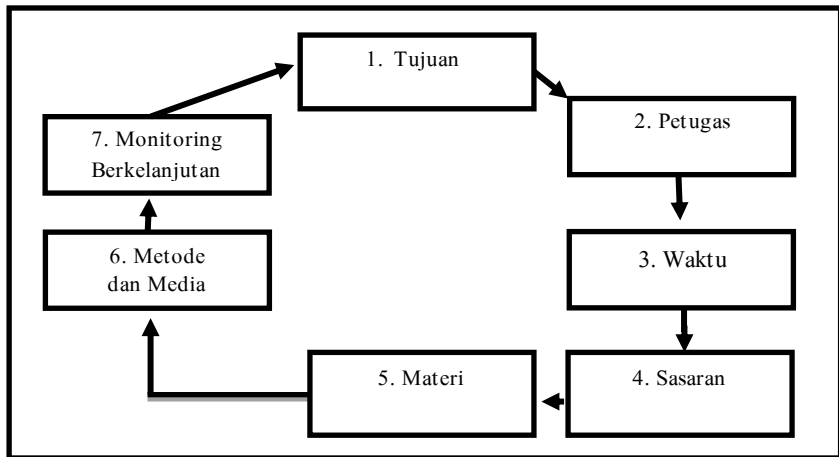 1. Tujuan
2. Petugas
3. Waktu
4. Sasaran
5. Materi
6. Metode
dan Media
7. Monitoring
Berkelanjutan